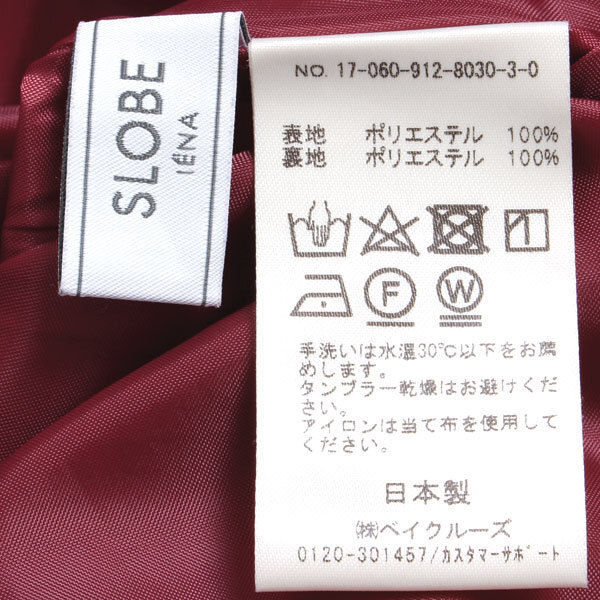 SLOBE
IÉNA
NO. 17-060-912-8030-3-0
表地 ポリエステル 100%
裏地 ポリエステル 100%
F
W
手洗いは水温30℃以下をお薦
めします。
タンブラー乾燥はお避けくだ
さい。
アイロンは当て布を使用して
ください。
日本製
㈱ベイクルーズ
0120-301457/カスタマーサポート